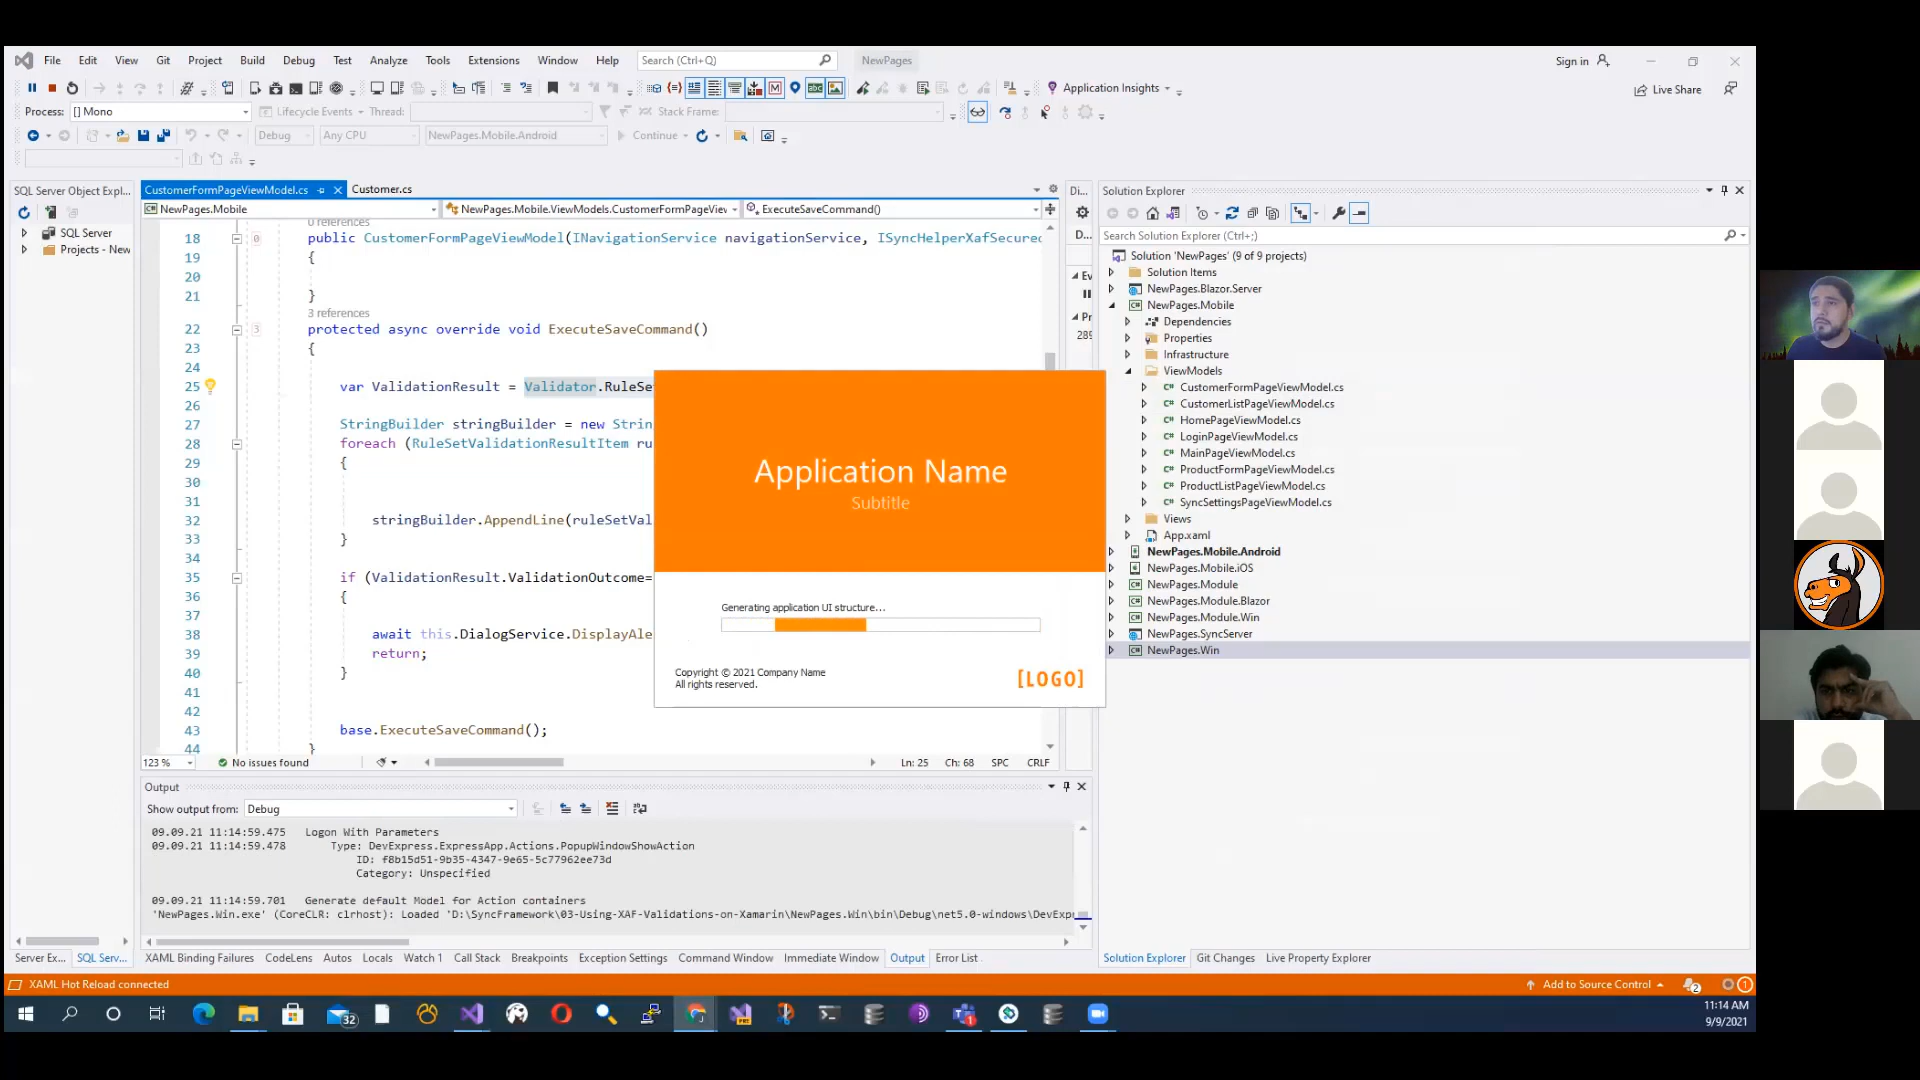 File Edit View Git Project Build Debug Test Analyze Tools Extensions Window Help Search (Ctrl+Q) NewPages Sign in
Application Insights Live Share
Process: [] Mono Lifecycle Events Thread: Stack Frame:
Debug Any CPU NewPages.Mobile.Android Continue
SQL Server Object Expl...
SQL Server
Projects - New
CustomerFormPageViewModel.cs Customer.cs
NewPages.Mobile NewPages.Mobile.ViewModels.CustomerFormPageViev ExecuteSaveCommand()
0 references
18 0 public CustomerFormPageViewModel(INavigationService navigationService, ISyncHelperXafSecured
19 {
20
21 }
3 references
22 3 protected async override void ExecuteSaveCommand()
23 {
24
25 var ValidationResult = Validator.RuleSe
26
27 StringBuilder stringBuilder = new Strin
28 foreach (RuleSetValidationResultItem ru
29 {
30
31
32 stringBuilder.AppendLine(ruleSetVal
33 }
34
35 if (ValidationResult.ValidationOutcome=
36 {
37
38 await this.DialogService.DisplayAle
39 return;
40 }
41
42
43 base.ExecuteSaveCommand();
44 }
123 % No issues found Ln: 25 Ch: 68 SPC CRLF
Application Name
Subtitle
Generating application UI structure...
Copyright © 2021 Company Name
All rights reserved.
[LOGO]
Di...
D...
Ev
Pr
289
Solution Explorer
Search Solution Explorer (Ctrl+;)
Solution 'NewPages' (9 of 9 projects)
Solution Items
NewPages.Blazor.Server
NewPages.Mobile
Dependencies
Properties
Infrastructure
ViewModels
CustomerFormPageViewModel.cs
CustomerListPageViewModel.cs
HomePageViewModel.cs
LoginPageViewModel.cs
MainPageViewModel.cs
ProductFormPageViewModel.cs
ProductListPageViewModel.cs
SyncSettingsPageViewModel.cs
Views
App.xaml
NewPages.Mobile.Android
NewPages.Mobile.iOS
NewPages.Module
NewPages.Module.Blazor
NewPages.Module.Win
NewPages.SyncServer
NewPages.Win
Output
Show output from: Debug
09.09.21 11:14:59.475 Logon With Parameters
09.09.21 11:14:59.478 Type: DevExpress.ExpressApp.Actions.PopupWindowShowAction
ID: f8b15d51-9b35-4347-9e65-5c77962ee73d
Category: Unspecified
09.09.21 11:14:59.701 Generate default Model for Action containers
'NewPages.Win.exe' (CoreCLR: clrhost): Loaded 'D:\SyncFramework\03-Using-XAF-Validations-on-Xamarin\NewPages.Win\bin\Debug\net5.0-windows\DevExp
Server Ex... SQL Serv... XAML Binding Failures CodeLens Autos Locals Watch 1 Call Stack Breakpoints Exception Settings Command Window Immediate Window Output Error List
Solution Explorer Git Changes Live Property Explorer
XAML Hot Reload connected Add to Source Control 2 1
32 1
11:14 AM
9/9/2021